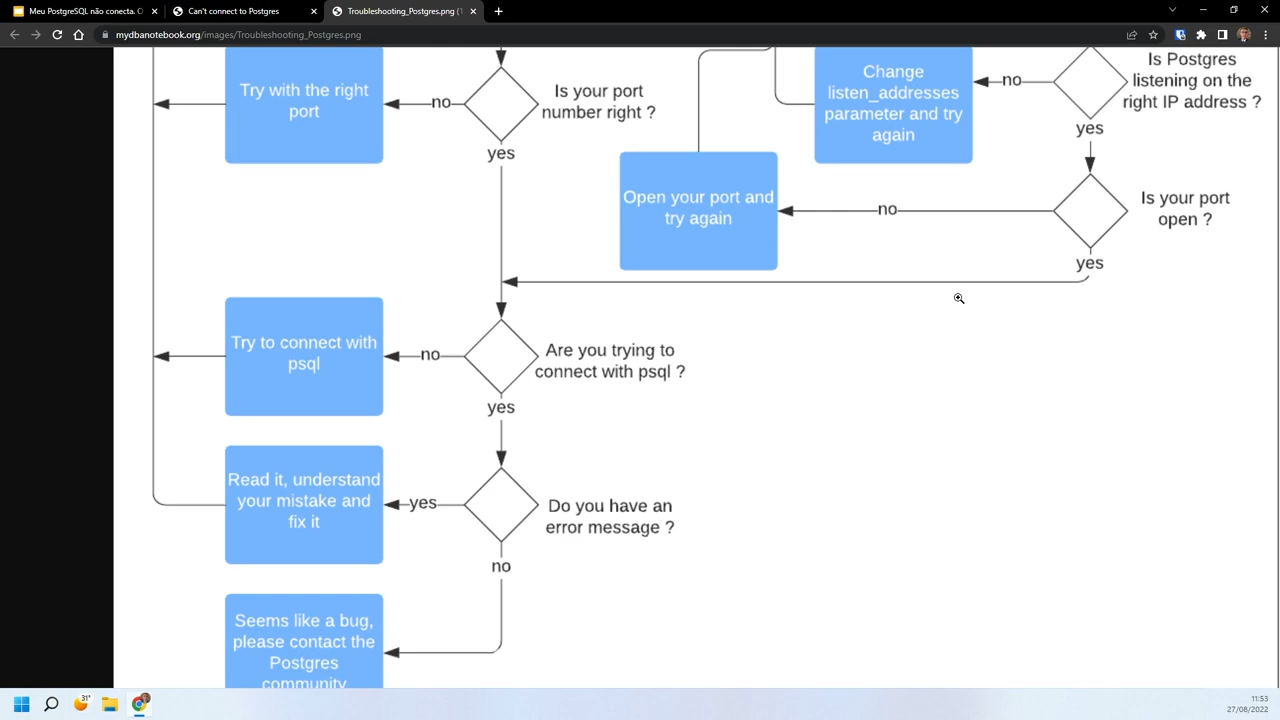 Meu PostgreSQL não conecta. O
Can't connect to Postgres
Troubleshooting_Postgres.png (1
mydbanotebook.org/images/Troubleshooting_Postgres.png
Try with the right
port
no
Is your port
number right ?
yes
Change
listen_addresses
parameter and try
again
no
Is Postgres
listening on the
right IP address ?
yes
Open your port and
try again
no
Is your port
open ?
yes
Try to connect with
psql
no
Are you trying to
connect with psql ?
yes
Read it, understand
your mistake and
fix it
yes
Do you have an
error message ?
no
Seems like a bug,
please contact the
Postgres
community
31°
11:53
27/08/2022